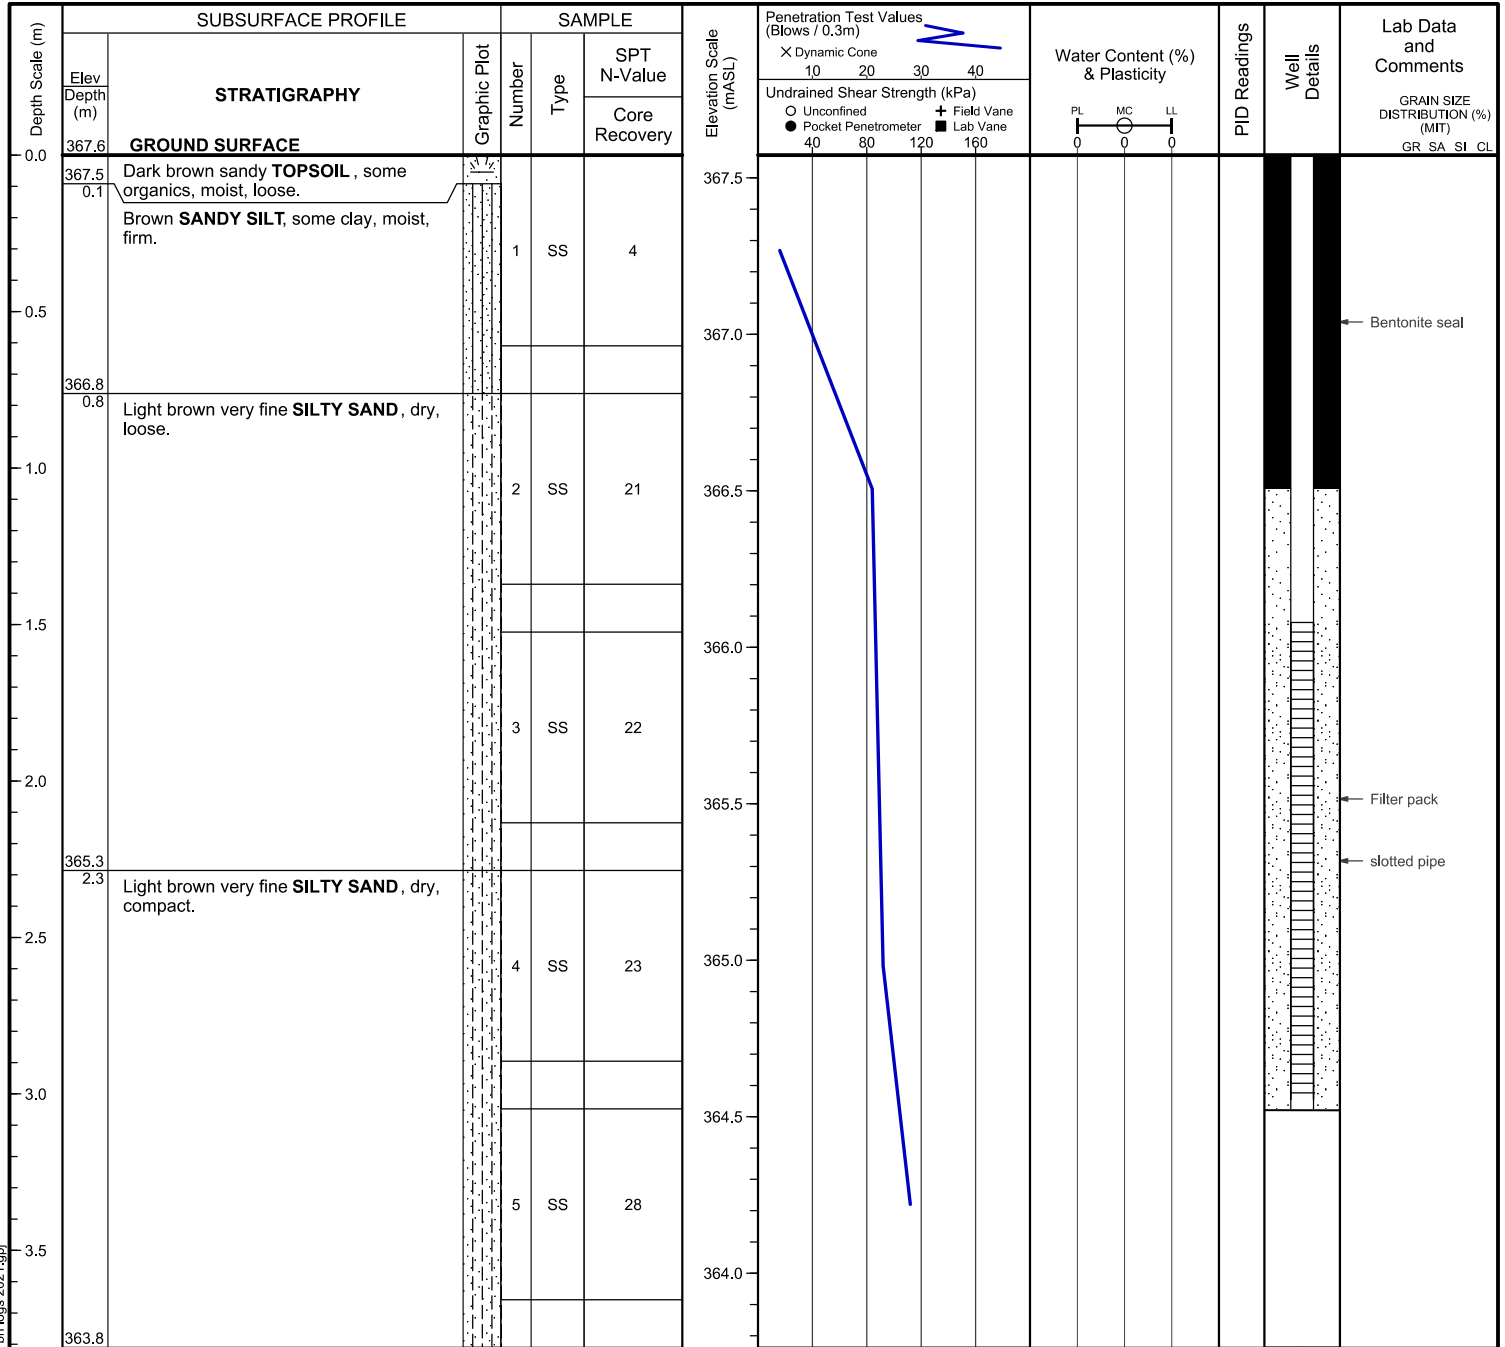 SUBSURFACE PROFILE
SAMPLE
Depth Scale (m)
Elev
Depth
(m)
STRATIGRAPHY
Graphic Plot
Number
Type
SPT
N-Value
Core
Recovery
Elevation Scale
(mASL)
Penetration Test Values
(Blows / 0.3m)
× Dynamic Cone
10 20 30 40
Undrained Shear Strength (kPa)
Unconfined + Field Vane
Pocket Penetrometer Lab Vane
40 80 120 160
Water Content (%)
& Plasticity
PL MC LL
0 0 0
PID Readings
Well
Details
Lab Data
and
Comments
GRAIN SIZE
DISTRIBUTION (%)
(MIT)
GR SA SI CL
367.6 GROUND SURFACE
0.0
367.5
0.1
Dark brown sandy TOPSOIL, some
organics, moist, loose.
Brown SANDY SILT, some clay, moist,
firm.
1 SS 4
0.5
366.8
0.8
Light brown very fine SILTY SAND, dry,
loose.
1.0
2 SS 21
1.5
3 SS 22
2.0
365.3
2.3
Light brown very fine SILTY SAND, dry,
compact.
2.5
4 SS 23
3.0
5 SS 28
3.5
363.8
367.5
367.0
366.5
366.0
365.5
365.0
364.5
364.0
Bentonite seal
Filter pack
slotted pipe